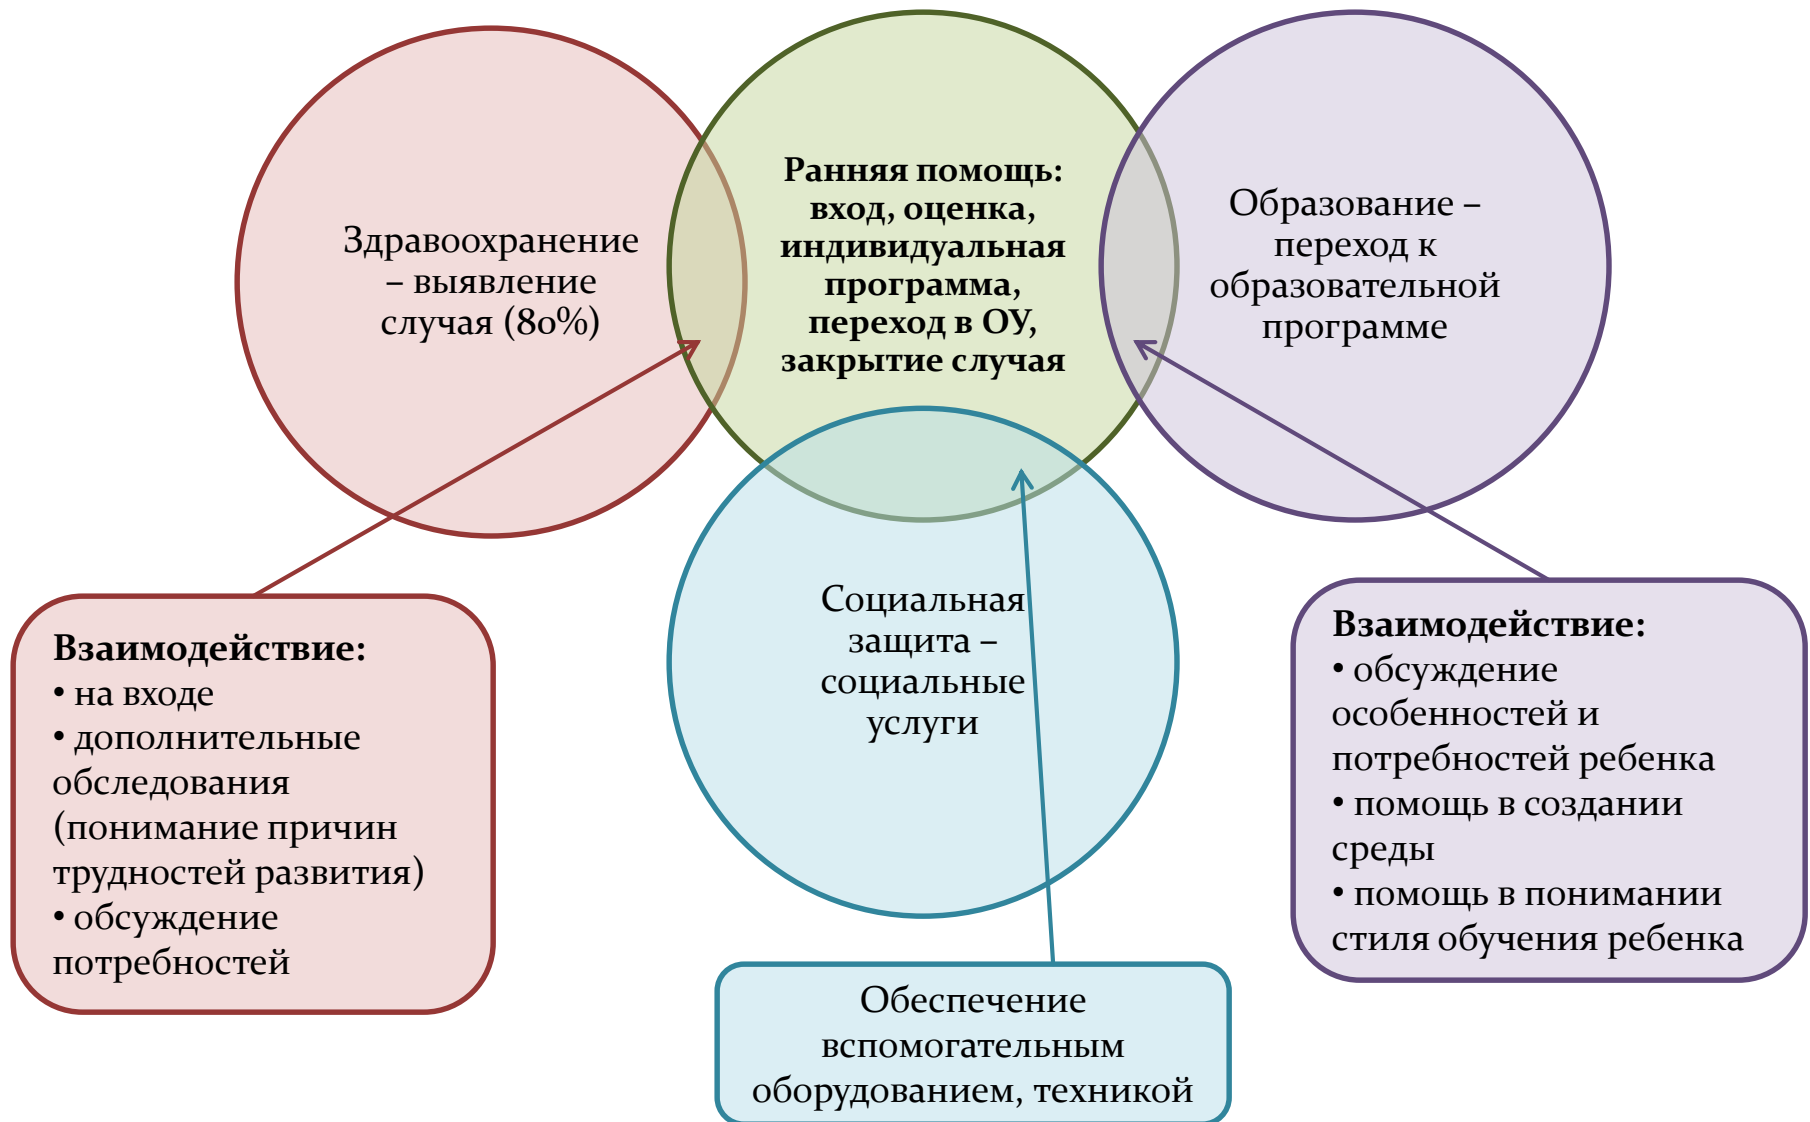 Здравоохранение
– выявление
случая (80%)
Ранняя помощь:
вход, оценка,
индивидуальная
программа,
переход в ОУ,
закрытие случая
Образование –
переход к
образовательной
программе
Социальная
защита –
социальные
услуги
Взаимодействие:
• на входе
• дополнительные
обследования
(понимание причин
трудностей развития)
• обсуждение
потребностей
Обеспечение
вспомогательным
оборудованием, техникой
Взаимодействие:
• обсуждение
особенностей и
потребностей ребенка
• помощь в создании
среды
• помощь в понимании
стиля обучения ребенка